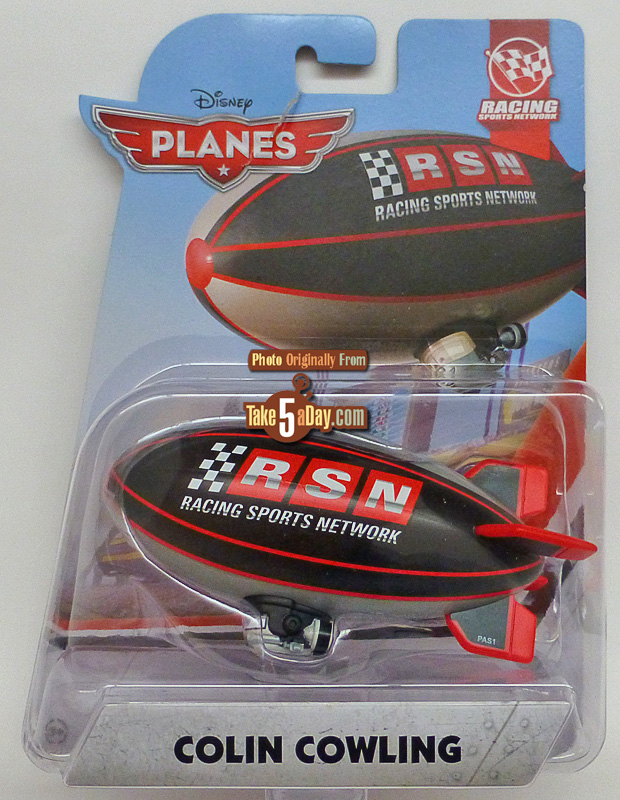 Disney
PLANES
RACING
SPORTS NETWORK
RSN
RACING SPORTS NETWORK
Photo Originally From
Take5aDay.com
RSN
RACING SPORTS NETWORK
PAS1
COLIN COWLING